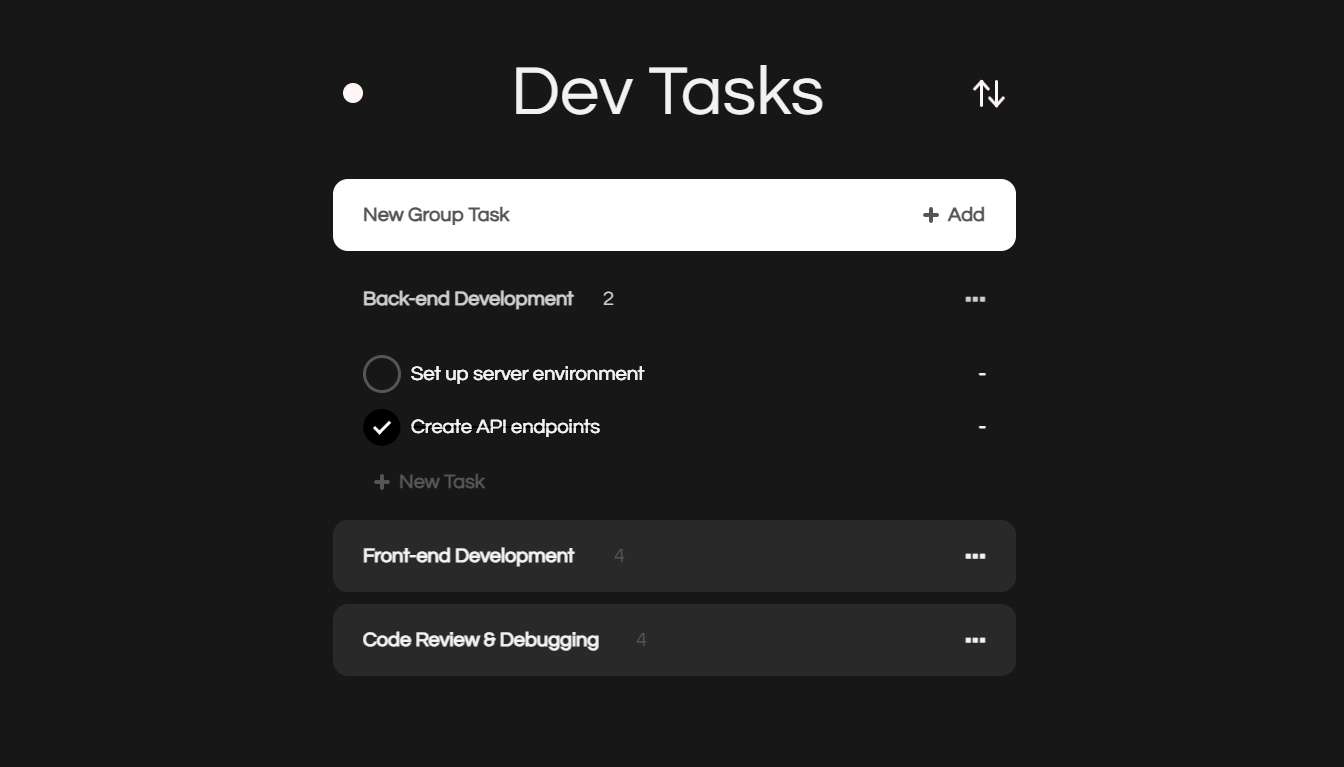 Dev Tasks
New Group Task + Add
Back-end Development 2 ...
Set up server environment -
Create API endpoints -
+ New Task
Front-end Development 4 ...
Code Review & Debugging 4 ...